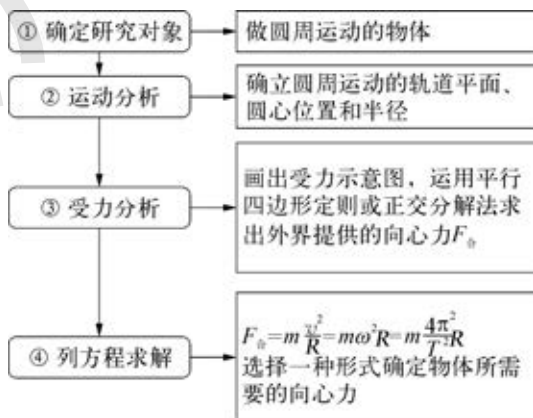 ① 确定研究对象
做圆周运动的物体
② 运动分析
确立圆周运动的轨道平面、
圆心位置和半径
③ 受力分析
画出受力示意图，运用平行
四边形定则或正交分解法求
出外界提供的向心力F合
④ 列方程求解
F合=m v²/R=mω²R=m 4π²/T² R
选择一种形式确定物体所需
要的向心力